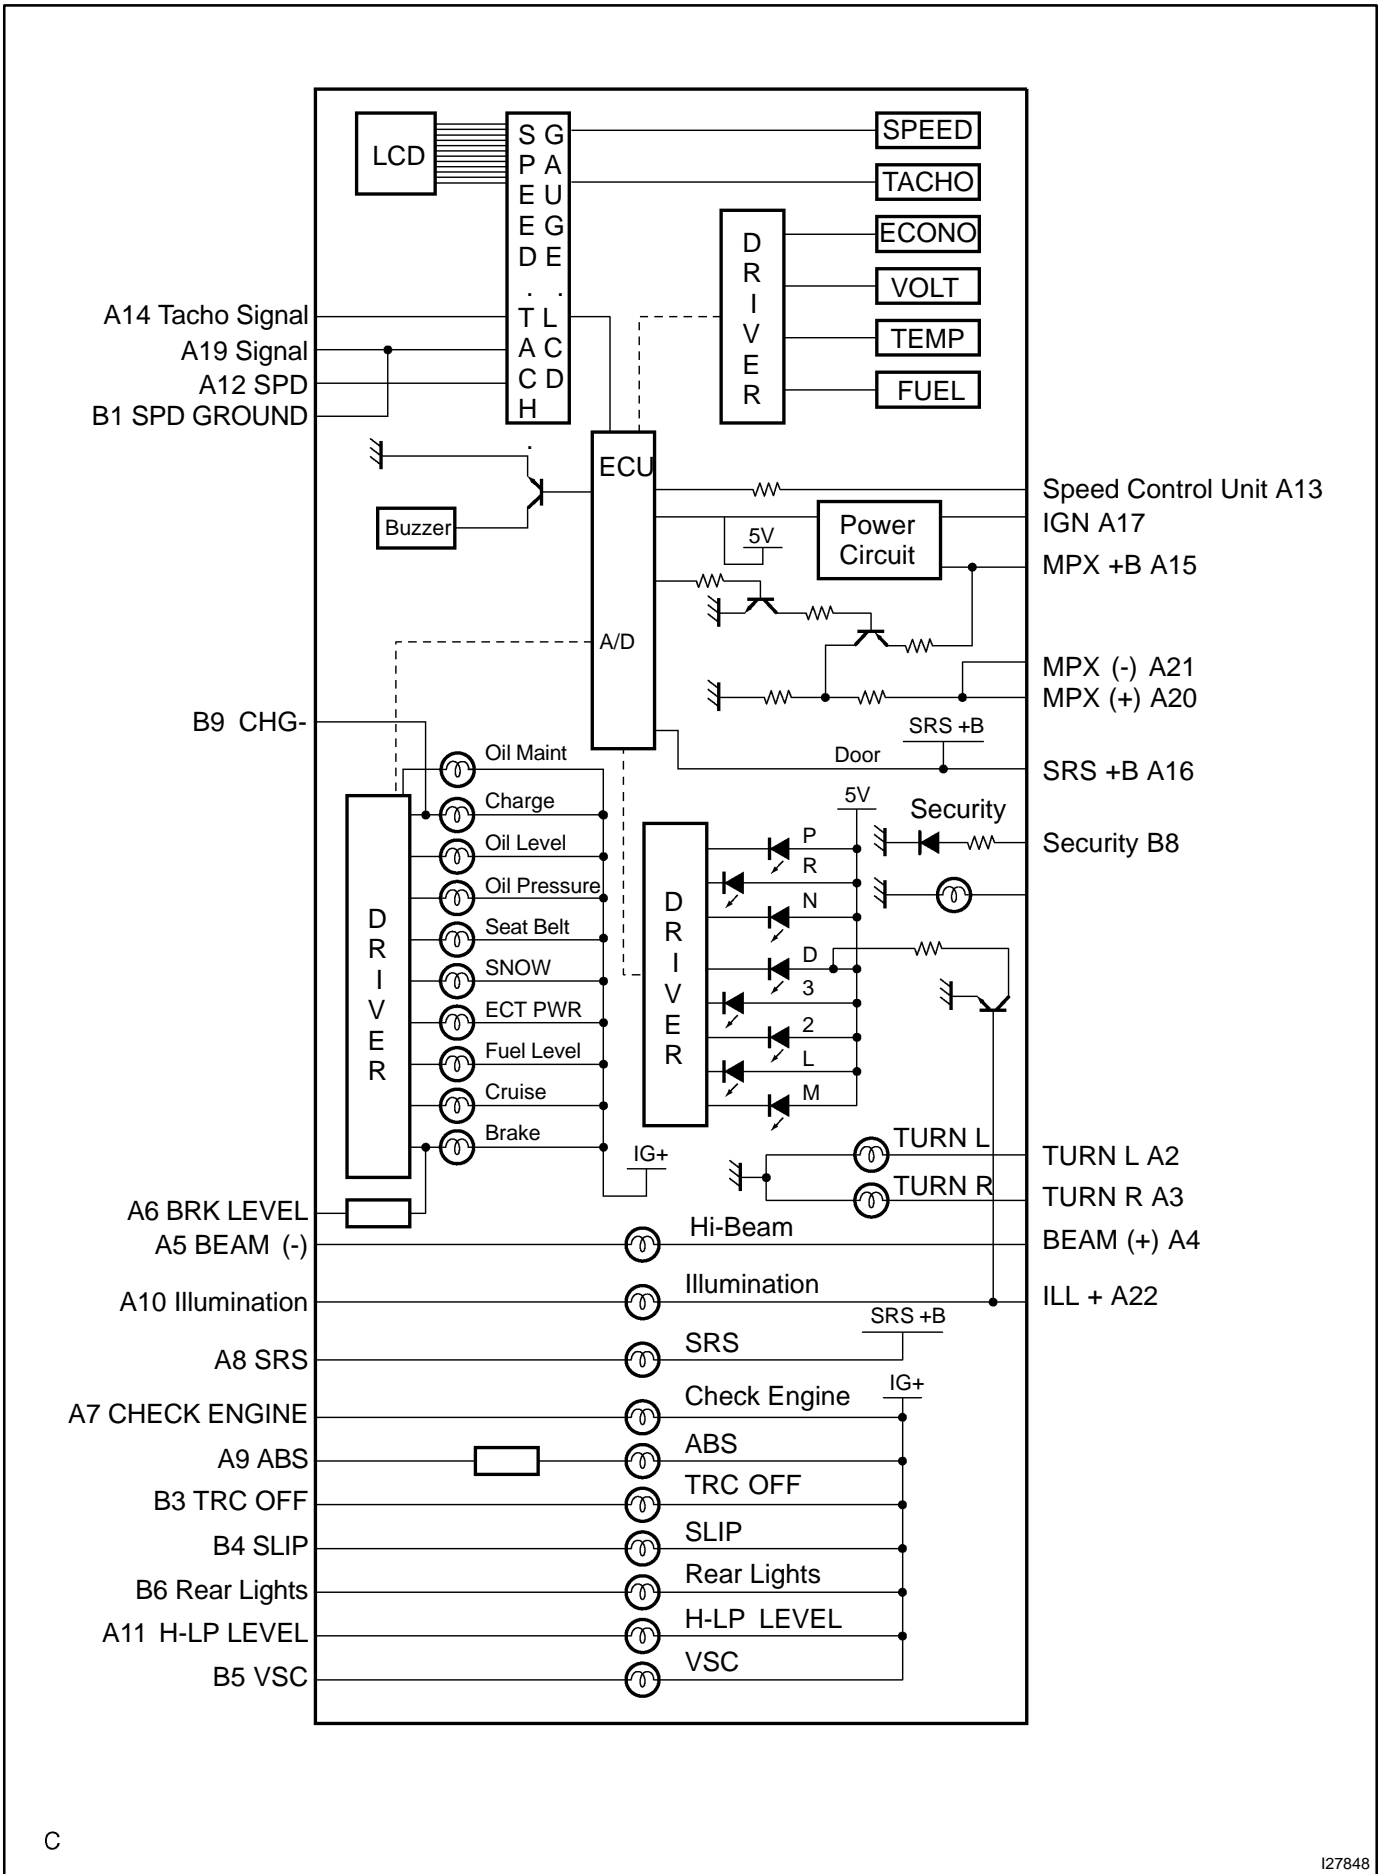 LCD
SPEED . TACH .
GAUGE . LCD
SPEED
TACHO
ECONO
VOLT
TEMP
FUEL
DRIVER
A14 Tacho Signal
A19 Signal
A12 SPD
B1 SPD GROUND
ECU
Buzzer
A/D
5V
Power
Circuit
Speed Control Unit A13
IGN A17
MPX +B A15
MPX (-) A21
MPX (+) A20
SRS +B
Door
SRS +B A16
B9 CHG-
Oil Maint
Charge
Oil Level
Oil Pressure
Seat Belt
SNOW
ECT PWR
Fuel Level
Cruise
Brake
DRIVER
IG+
DRIVER
5V
P
R
N
D
3
2
L
M
Security
Security B8
TURN L
TURN L A2
TURN R
TURN R A3
A6 BRK LEVEL
A5 BEAM (-)
Hi-Beam
BEAM (+) A4
A10 Illumination
Illumination
ILL + A22
SRS +B
A8 SRS
SRS
IG+
A7 CHECK ENGINE
Check Engine
A9 ABS
ABS
B3 TRC OFF
TRC OFF
B4 SLIP
SLIP
B6 Rear Lights
Rear Lights
A11 H-LP LEVEL
H-LP LEVEL
B5 VSC
VSC
C
I27848